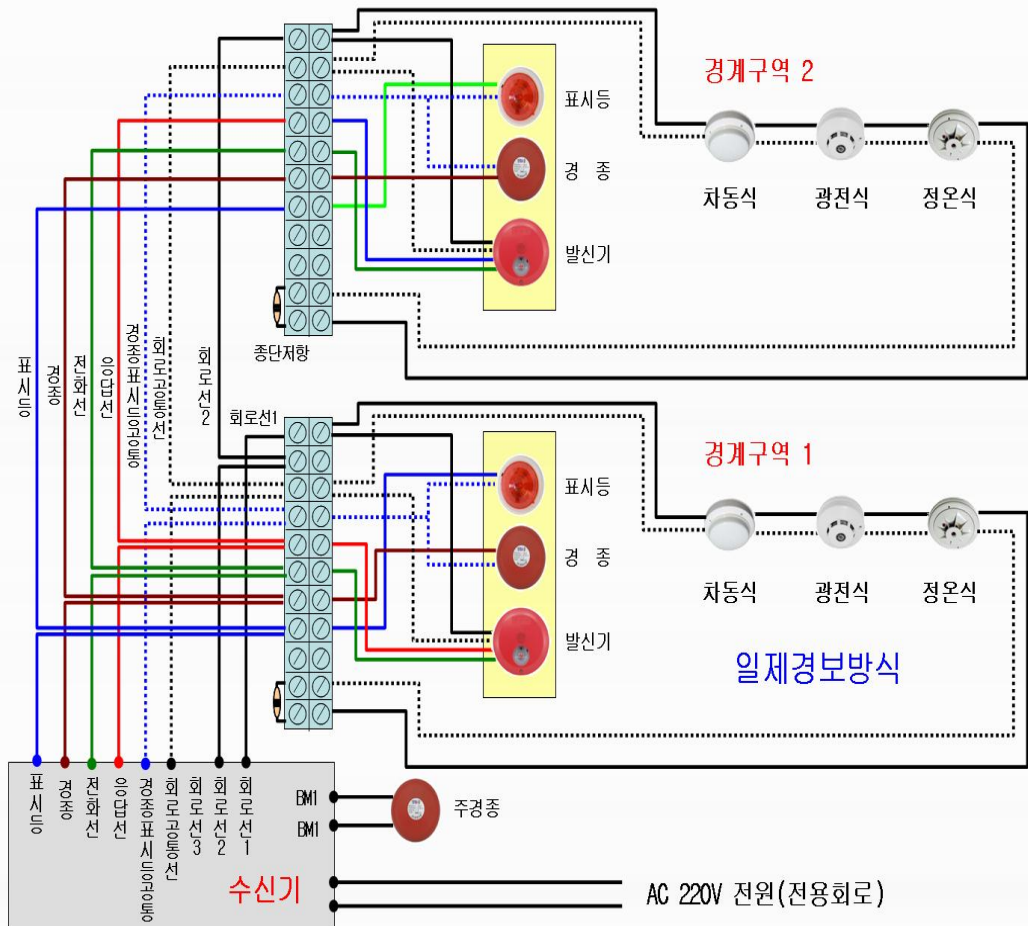 경계구역 2
표시등
경 종
발신기
차동식
광전식
정온식
종단저항
표시등
경종
전화선
응답선
경종표시등공통
회로공통선
회로선2
회로선1
경계구역 1
표시등
경 종
발신기
차동식
광전식
정온식
일제경보방식
표시등
경종
전화선
응답선
경종표시등공통
회로공통선
회로선3
회로선2
회로선1
BM1
BM1
주경종
수신기
AC 220V 전원(전용회로)